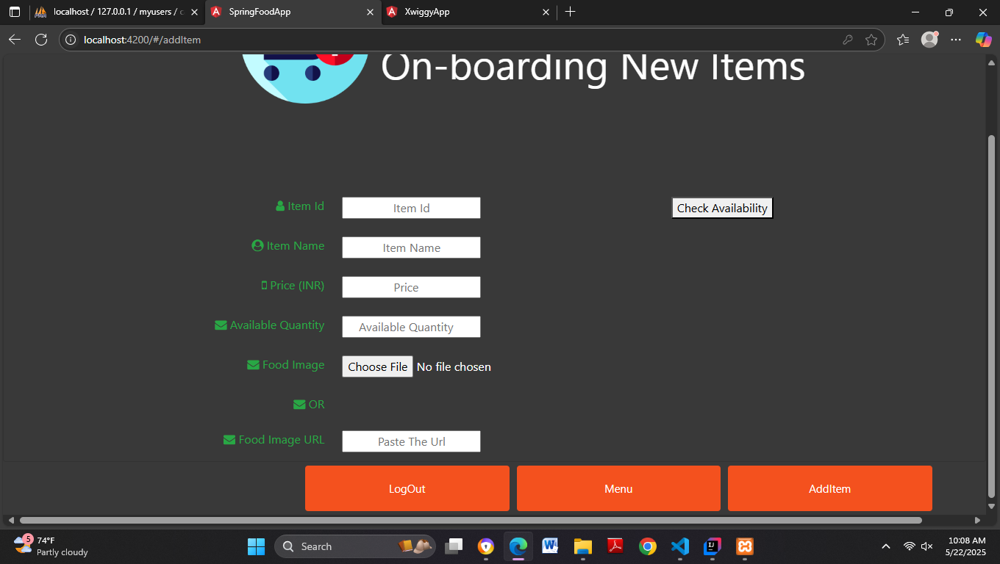 localhost / 127.0.0.1 / myusers / c
SpringFoodApp
XwiggyApp
localhost:4200/#/addItem
On-boarding New Items
Item Id
Item Id
Check Availability
Item Name
Item Name
Price (INR)
Price
Available Quantity
Available Quantity
Food Image
Choose File No file chosen
OR
Food Image URL
Paste The Url
LogOut
Menu
AddItem
5
74°F
Partly cloudy
Search
10:08 AM
5/22/2025